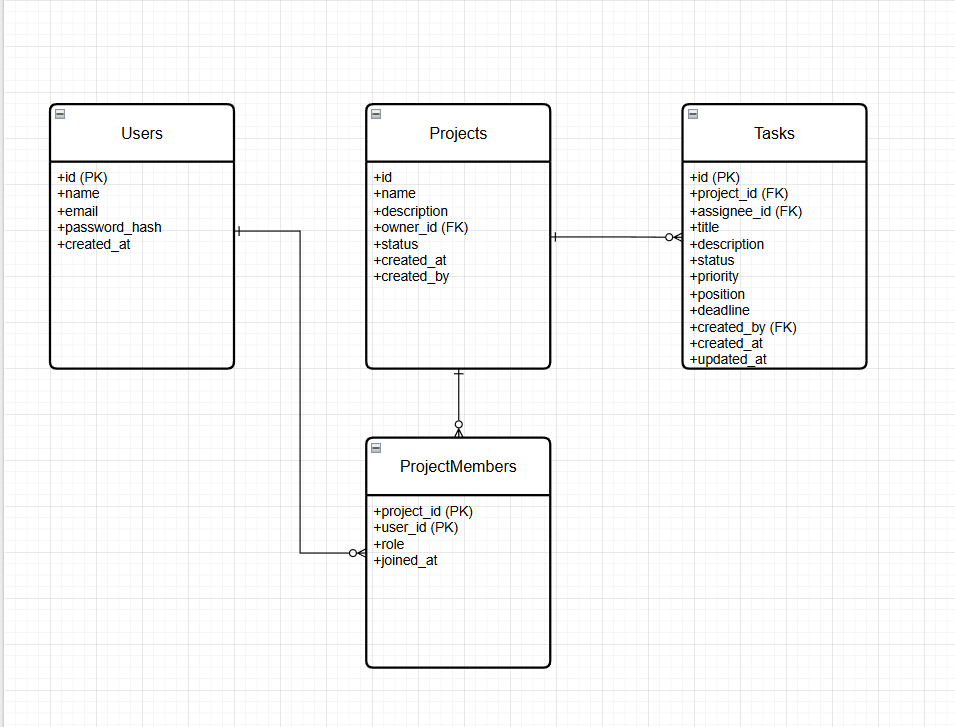 Users
+id (PK)
+name
+email
+password_hash
+created_at
Projects
+id
+name
+description
+owner_id (FK)
+status
+created_at
+created_by
Tasks
+id (PK)
+project_id (FK)
+assignee_id (FK)
+title
+description
+status
+priority
+position
+deadline
+created_by (FK)
+created_at
+updated_at
ProjectMembers
+project_id (PK)
+user_id (PK)
+role
+joined_at